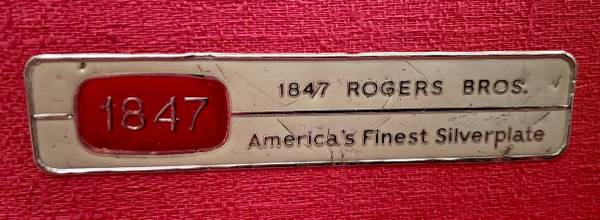 1847
1847 ROGERS BROS.
America's Finest Silverplate